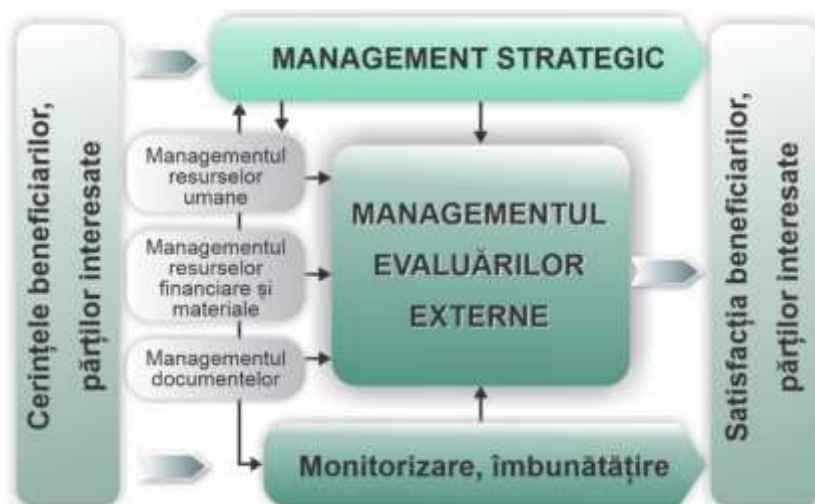 Cerințele beneficiarilor,
părților interesate
MANAGEMENT STRATEGIC
Managementul
resurselor
umane
Managementul
resurselor
financiare și
materiale
Managementul
documentelor
MANAGEMENTUL
EVALUĂRILOR
EXTERNE
Monitorizare, îmbunătățire
Satisfacția beneficiarilor,
părților interesate